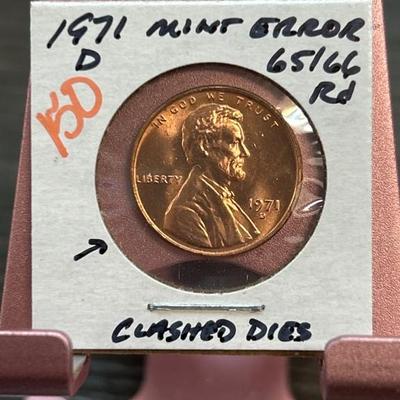 1971 MINT ERROR
D 65/66
150 Rd
IN GOD WE TRUST
LIBERTY
1971
D
CLASHED DIES